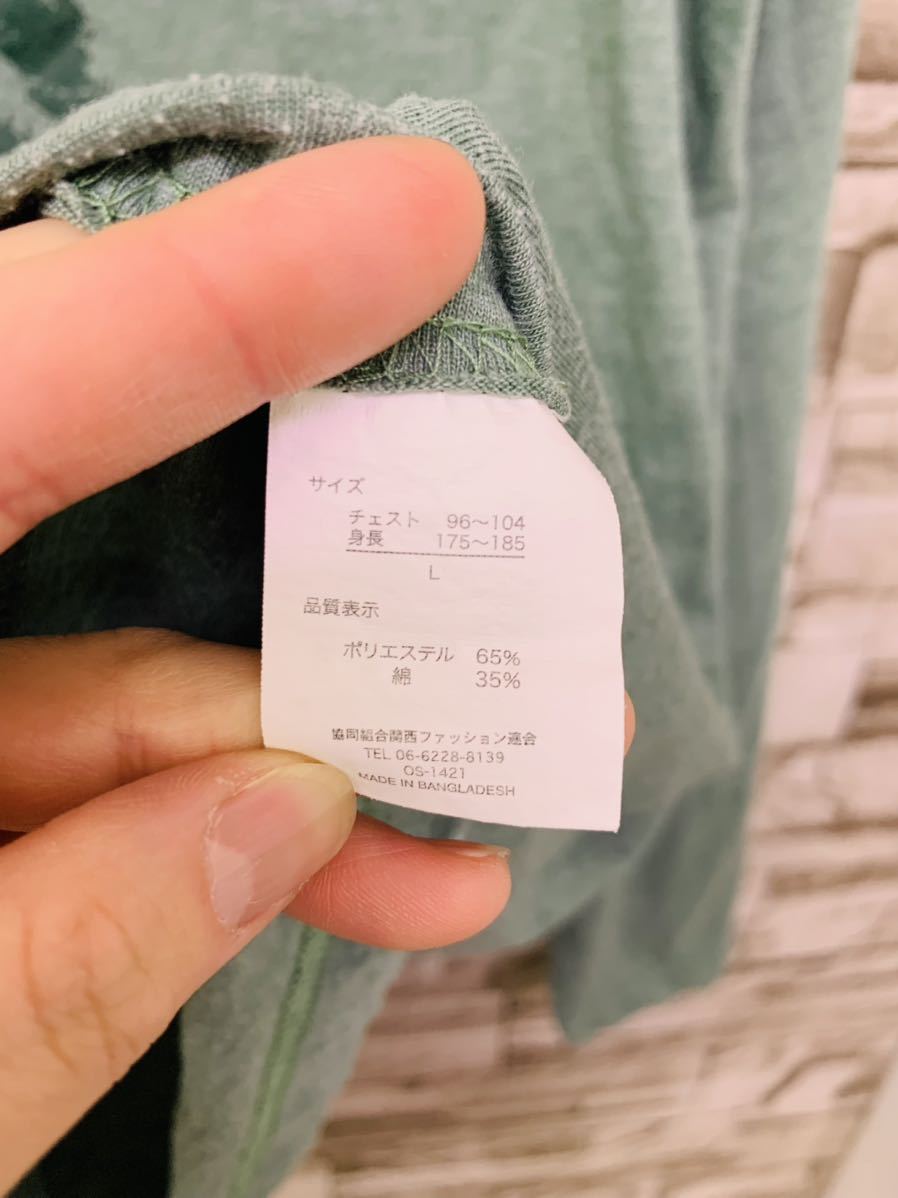 サイズ
チェスト 96〜104
身長 175〜185
L
品質表示
ポリエステル 65%
綿 35%
協同組合関西ファッション連合
TEL 06-6228-8139
OS-1421
MADE IN BANGLADESH